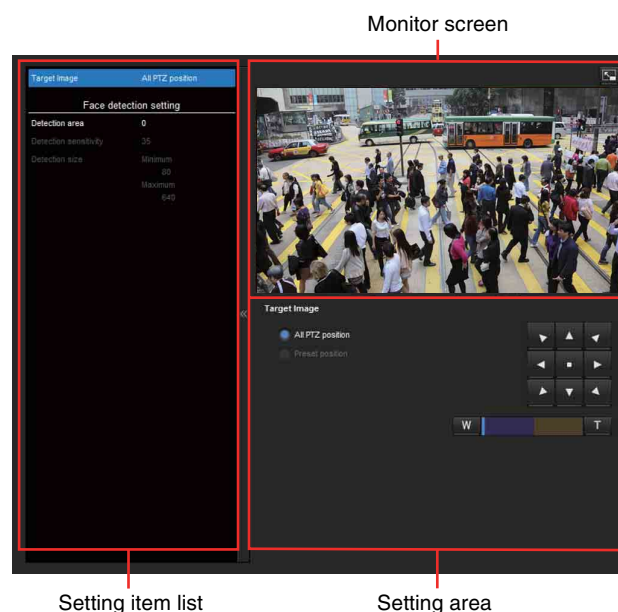 Monitor screen
Target Image All PTZ position
Face detection setting
Detection area 0
Detection sensitivity 35
Detection size Minimum
80
Maximum
640
«
Target Image
All PTZ position
Preset position
W T
Setting item list
Setting area